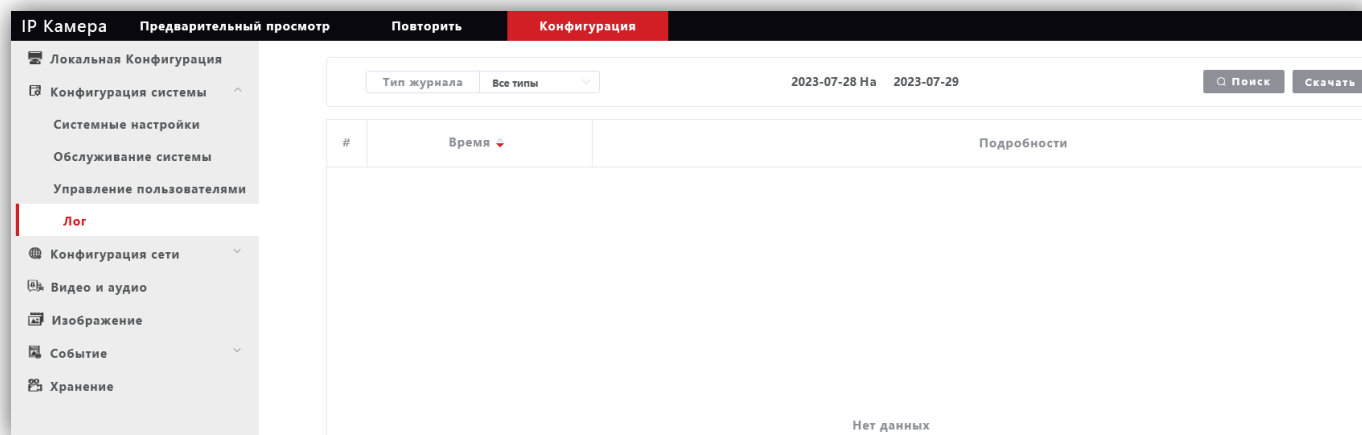 IP Камера Предварительный просмотр Повторить Конфигурация
Локальная Конфигурация
Конфигурация системы
Системные настройки
Обслуживание системы
Управление пользователями
Лог
Конфигурация сети
Видео и аудио
Изображение
Событие
Хранение
Тип журнала Все типы 2023-07-28 На 2023-07-29 Поиск Скачать
# Время Подробности
Нет данных